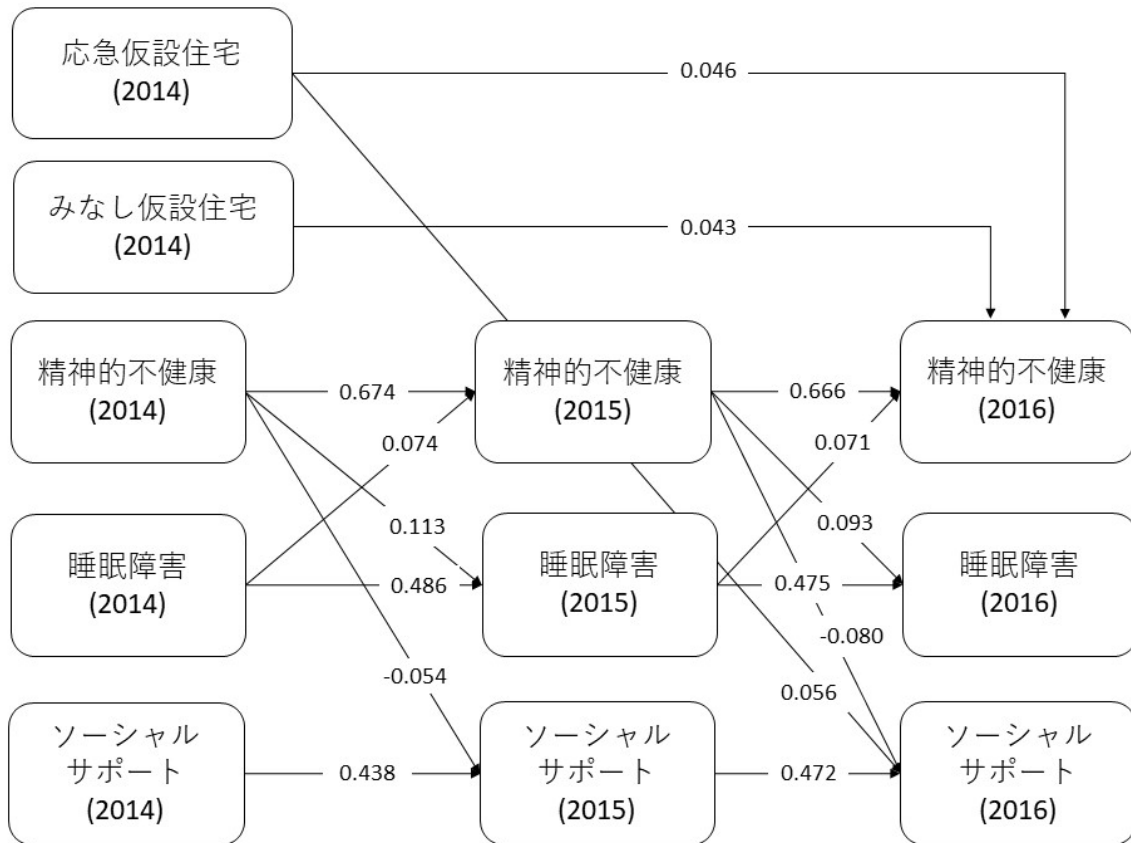 応急仮設住宅
(2014)
0.046
みなし仮設住宅
(2014)
0.043
精神的不健康
(2014)
0.674
精神的不健康
(2015)
0.666
精神的不健康
(2016)
0.074
0.071
0.113
0.093
睡眠障害
(2014)
0.486
睡眠障害
(2015)
0.475
睡眠障害
(2016)
-0.054
-0.080
0.056
ソーシャル
サポート
(2014)
0.438
ソーシャル
サポート
(2015)
0.472
ソーシャル
サポート
(2016)